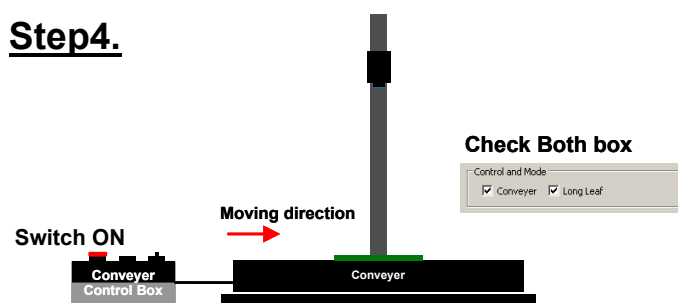 Step4.
Check Both box
Control and Mode
Conveyer Long Leaf
Moving direction
Switch ON
Conveyer
Control Box
Conveyer